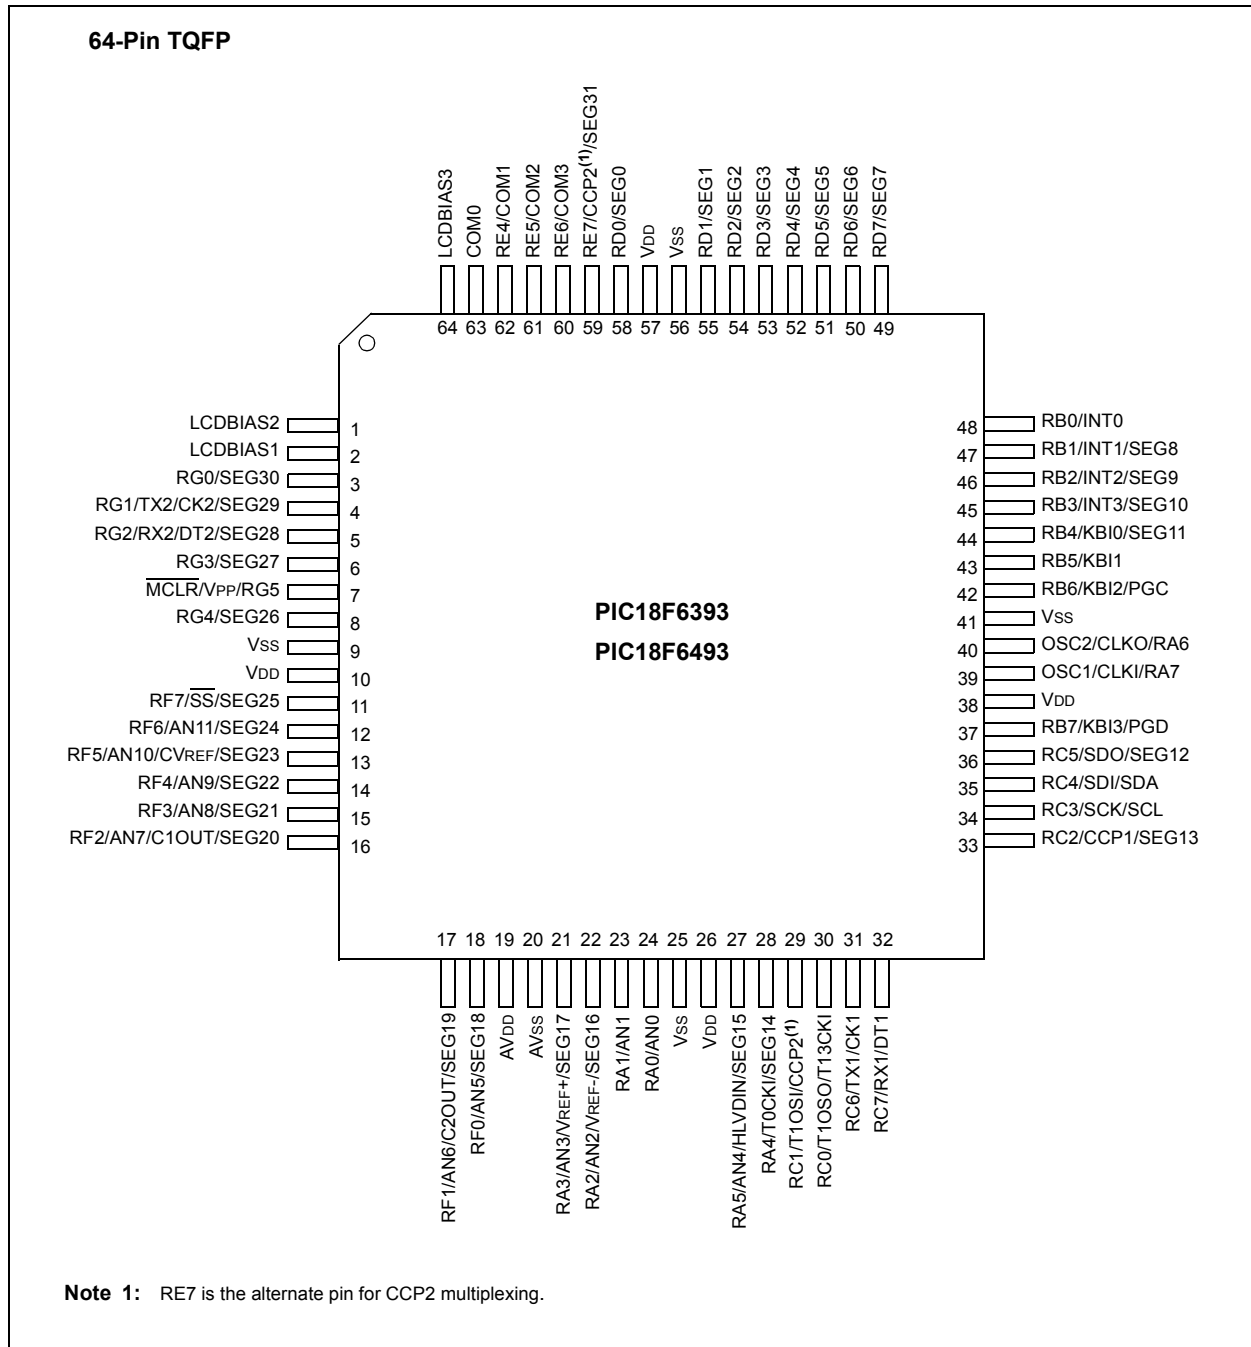 64-Pin TQFP
LCDBIAS3
COM0
RE4/COM1
RE5/COM2
RE6/COM3
RE7/CCP2(1)/SEG31
RD0/SEG0
VDD
VSS
RD1/SEG1
RD2/SEG2
RD3/SEG3
RD4/SEG4
RD5/SEG5
RD6/SEG6
RD7/SEG7
64 63 62 61 60 59 58 57 56 55 54 53 52 51 50 49
LCDBIAS2 1
LCDBIAS1 2
RG0/SEG30 3
RG1/TX2/CK2/SEG29 4
RG2/RX2/DT2/SEG28 5
RG3/SEG27 6
MCLR/VPP/RG5 7
RG4/SEG26 8
VSS 9
VDD 10
RF7/SS/SEG25 11
RF6/AN11/SEG24 12
RF5/AN10/CVREF/SEG23 13
RF4/AN9/SEG22 14
RF3/AN8/SEG21 15
RF2/AN7/C1OUT/SEG20 16
PIC18F6393
PIC18F6493
48 RB0/INT0
47 RB1/INT1/SEG8
46 RB2/INT2/SEG9
45 RB3/INT3/SEG10
44 RB4/KBI0/SEG11
43 RB5/KBI1
42 RB6/KBI2/PGC
41 VSS
40 OSC2/CLKO/RA6
39 OSC1/CLKI/RA7
38 VDD
37 RB7/KBI3/PGD
36 RC5/SDO/SEG12
35 RC4/SDI/SDA
34 RC3/SCK/SCL
33 RC2/CCP1/SEG13
17 18 19 20 21 22 23 24 25 26 27 28 29 30 31 32
RF1/AN6/C2OUT/SEG19
RF0/AN5/SEG18
AVDD
AVSS
RA3/AN3/VREF+/SEG17
RA2/AN2/VREF-/SEG16
RA1/AN1
RA0/AN0
VSS
VDD
RA5/AN4/HLVDIN/SEG15
RA4/T0CKI/SEG14
RC1/T1OSI/CCP2(1)
RC0/T1OSO/T13CKI
RC6/TX1/CK1
RC7/RX1/DT1
Note 1: RE7 is the alternate pin for CCP2 multiplexing.